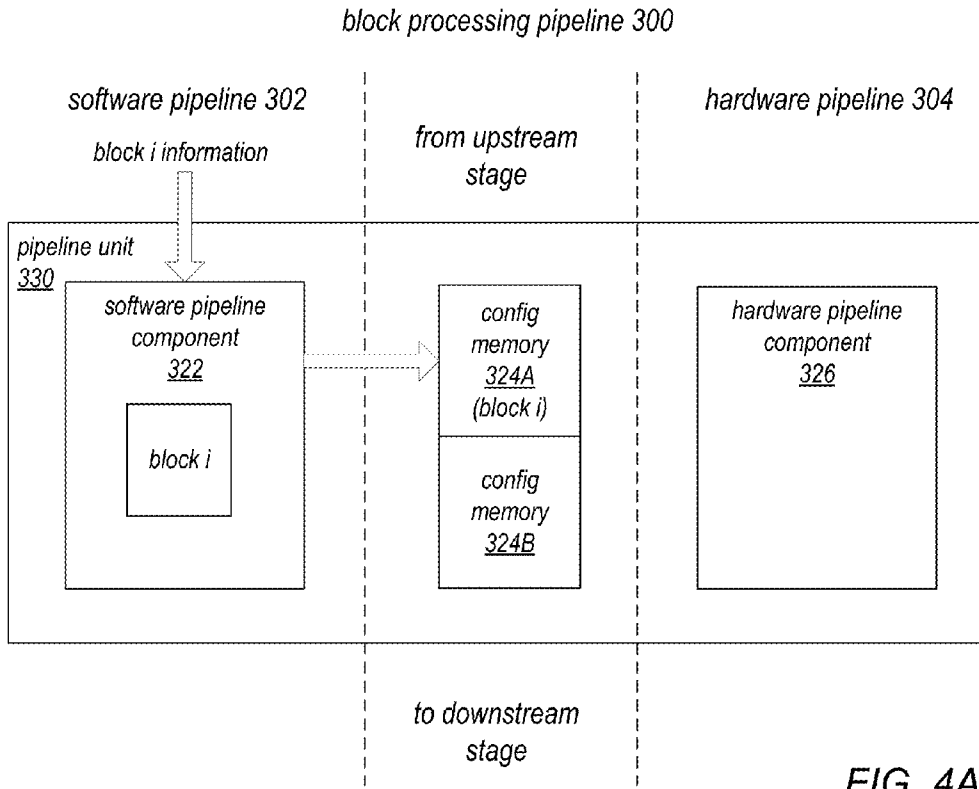 block processing pipeline 300
software pipeline 302
hardware pipeline 304
block i information
from upstream
stage
pipeline unit
330
software pipeline
component
322
block i
config
memory
324A
(block i)
config
memory
324B
hardware pipeline
component
326
to downstream
stage
FIG. 4A